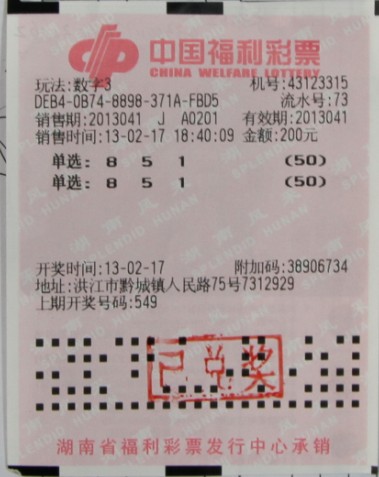 中国福利彩票
CHINA WELFARE LOTTERY
玩法:数字3 机号:43123315
DEB4-0B74-8898-371A-FBD5 流水号:73
销售期:2013041 J A0201 有效期:2013041
销售时间:13-02-17 18:40:09 金额:200元
单选: 8 5 1 (50)
单选: 8 5 1 (50)
开奖时间:13-02-17 附加码:38906734
地址:洪江市黔城镇人民路75号7312929
上期开奖号码:549
已兑奖
湖南省福利彩票发行中心承销